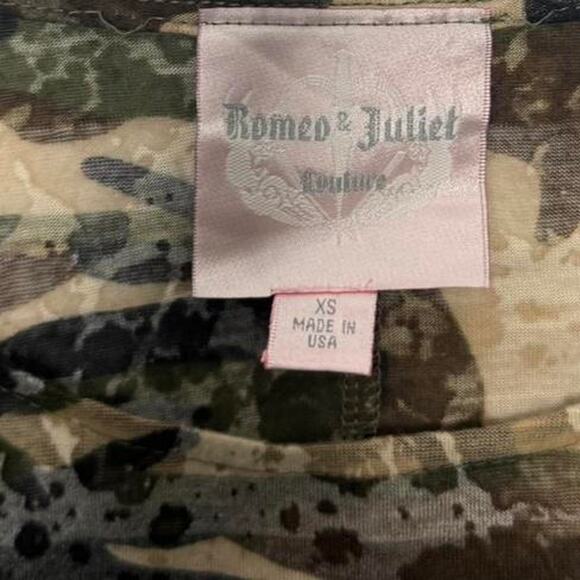 Romeo & Juliet
Couture
XS
MADE IN
USA